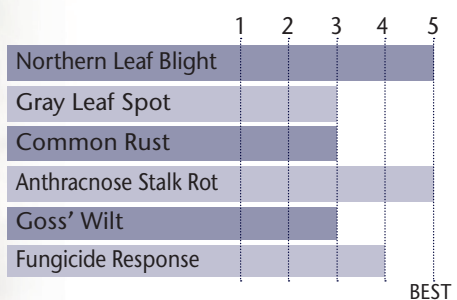 1 2 3 4 5
Northern Leaf Blight
Gray Leaf Spot
Common Rust
Anthracnose Stalk Rot
Goss' Wilt
Fungicide Response
BEST